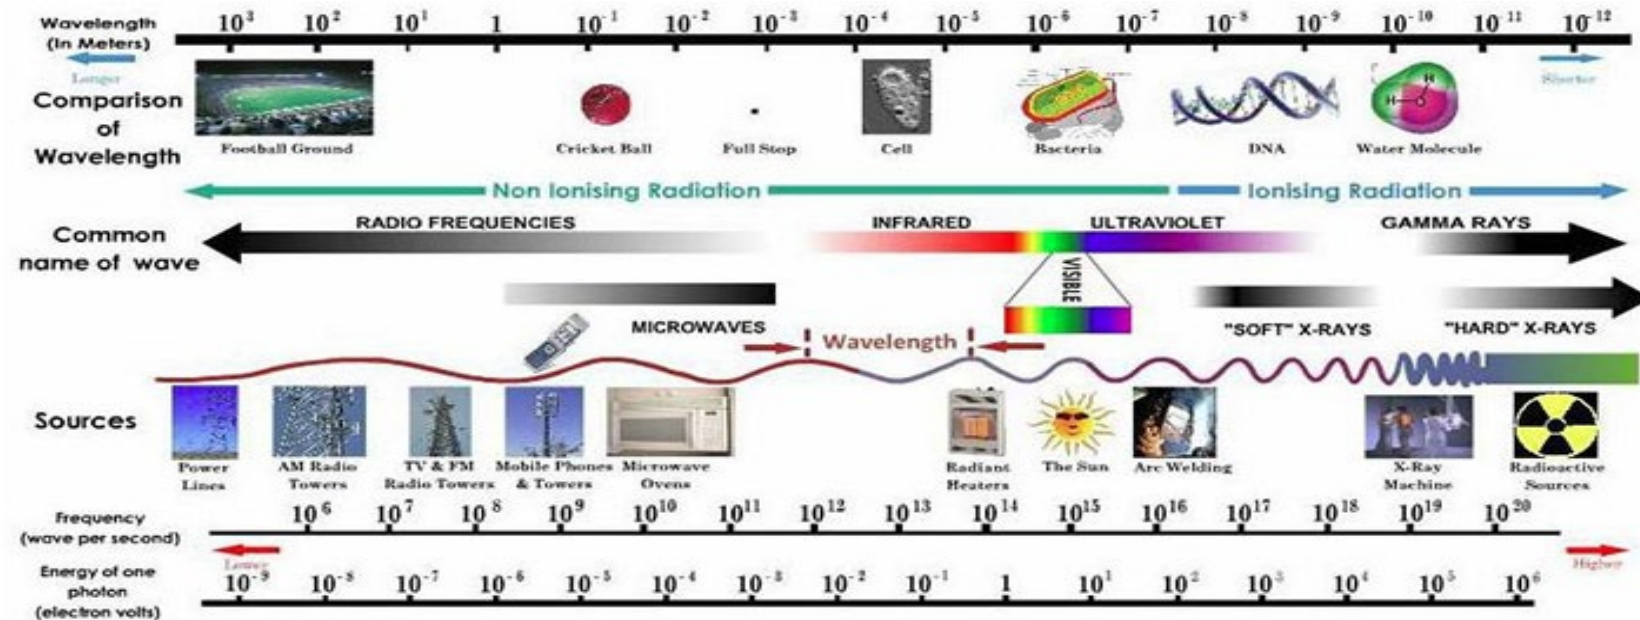 Wavelength
(In Meters)
10³ 10² 10¹ 1 10⁻¹ 10⁻² 10⁻³ 10⁻⁴ 10⁻⁵ 10⁻⁶ 10⁻⁷ 10⁻⁸ 10⁻⁹ 10⁻¹⁰ 10⁻¹¹ 10⁻¹²
Longer
Shorter
Comparison
of
Wavelength
Football Ground
Cricket Ball
Full Stop
Cell
Bacteria
DNA
H
H
O
Water Molecule
Non Ionising Radiation
Ionising Radiation
Common
name of wave
RADIO FREQUENCIES
INFRARED
ULTRAVIOLET
GAMMA RAYS
VISIBLE
MICROWAVES
"SOFT" X-RAYS
"HARD" X-RAYS
Wavelength
Sources
Power
Lines
AM Radio
Towers
TV & FM
Radio Towers
Mobile Phones
& Towers
Microwave
Ovens
Radiant
Heaters
The Sun
Arc Welding
X-Ray
Machine
Radioactive
Sources
Frequency
(wave per second)
10⁶ 10⁷ 10⁸ 10⁹ 10¹⁰ 10¹¹ 10¹² 10¹³ 10¹⁴ 10¹⁵ 10¹⁶ 10¹⁷ 10¹⁸ 10¹⁹ 10²⁰
Lower
Higher
Energy of one
photon
(electron volts)
10⁻⁹ 10⁻⁸ 10⁻⁷ 10⁻⁶ 10⁻⁵ 10⁻⁴ 10⁻³ 10⁻² 10⁻¹ 1 10¹ 10² 10³ 10⁴ 10⁵ 10⁶